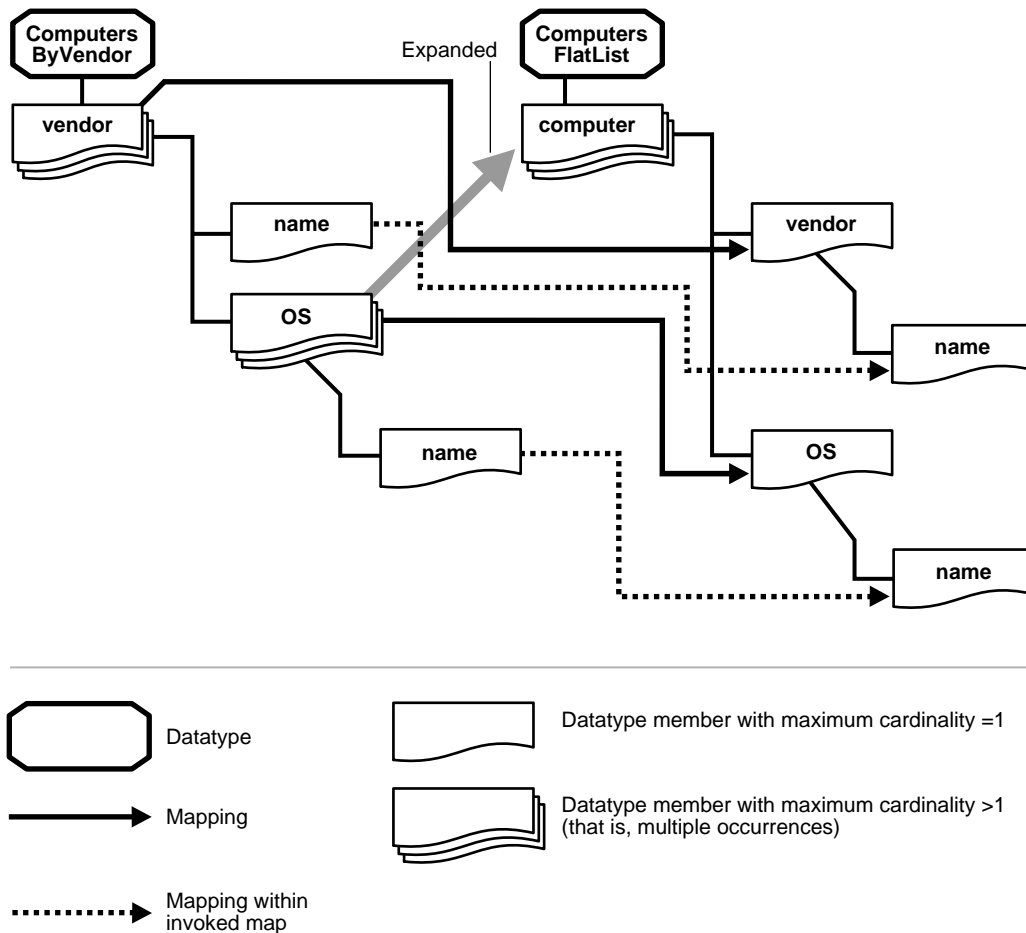 Computers
ByVendor
Expanded
Computers
FlatList
vendor
computer
name
vendor
OS
name
name
OS
name
Datatype
Datatype member with maximum cardinality =1
Mapping
Datatype member with maximum cardinality >1
(that is, multiple occurrences)
Mapping within
invoked map